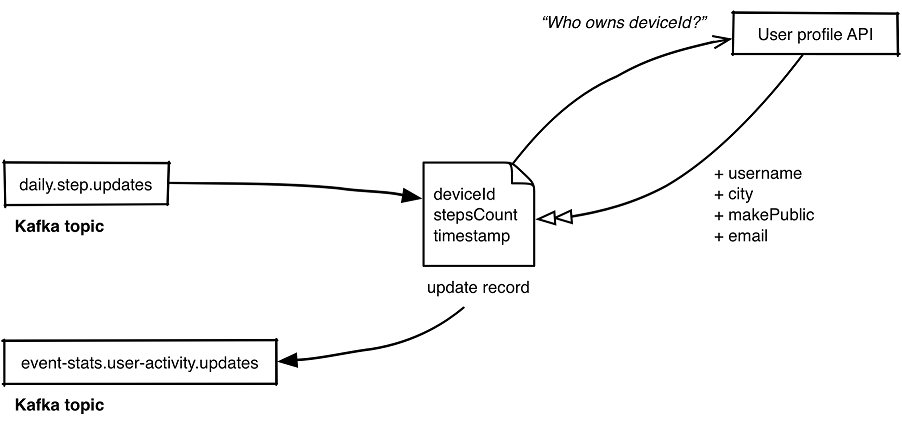 “Who owns deviceId?”
User profile API
daily.step.updates
Kafka topic
deviceId
stepsCount
timestamp
update record
+ username
+ city
+ makePublic
+ email
event-stats.user-activity.updates
Kafka topic